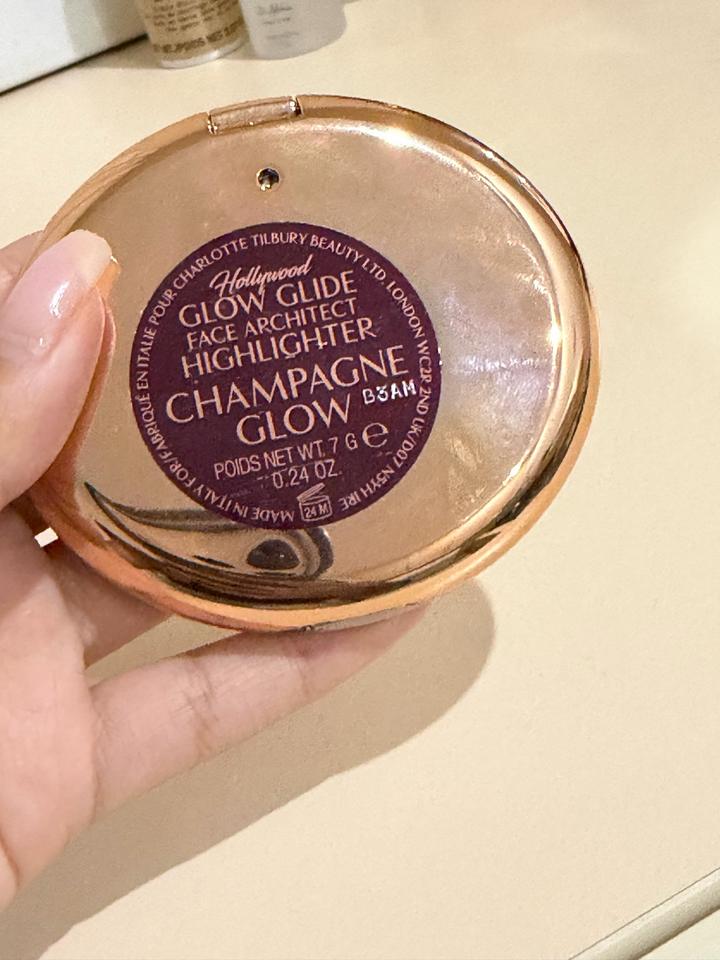 MADE IN ITALY FOR/FABRIQUÉ EN ITALIE POUR CHARLOTTE TILBURY BEAUTY LTD. LONDON WC2R 2ND UK/D07 N5YH IRE
Hollywood
GLOW GLIDE
FACE ARCHITECT
HIGHLIGHTER
CHAMPAGNE
GLOW B3AM
POIDS NET WT. 7 G e
0.24 OZ.
24 M